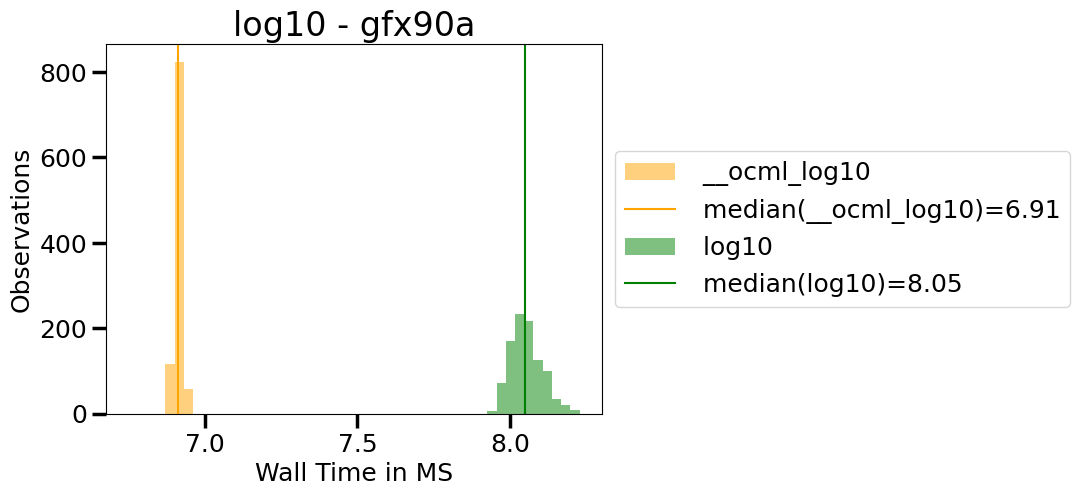 log10 - gfx90a
Observations
800
600
400
200
0
7.0
7.5
8.0
Wall Time in MS
__ocml_log10
median(__ocml_log10)=6.91
log10
median(log10)=8.05